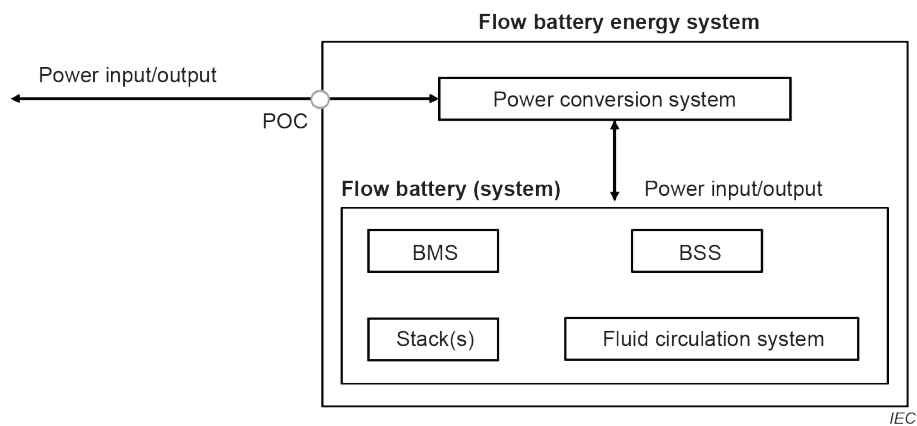 Flow battery energy system
Power input/output
POC
Power conversion system
Flow battery (system)
Power input/output
BMS
BSS
Stack(s)
Fluid circulation system
IEC